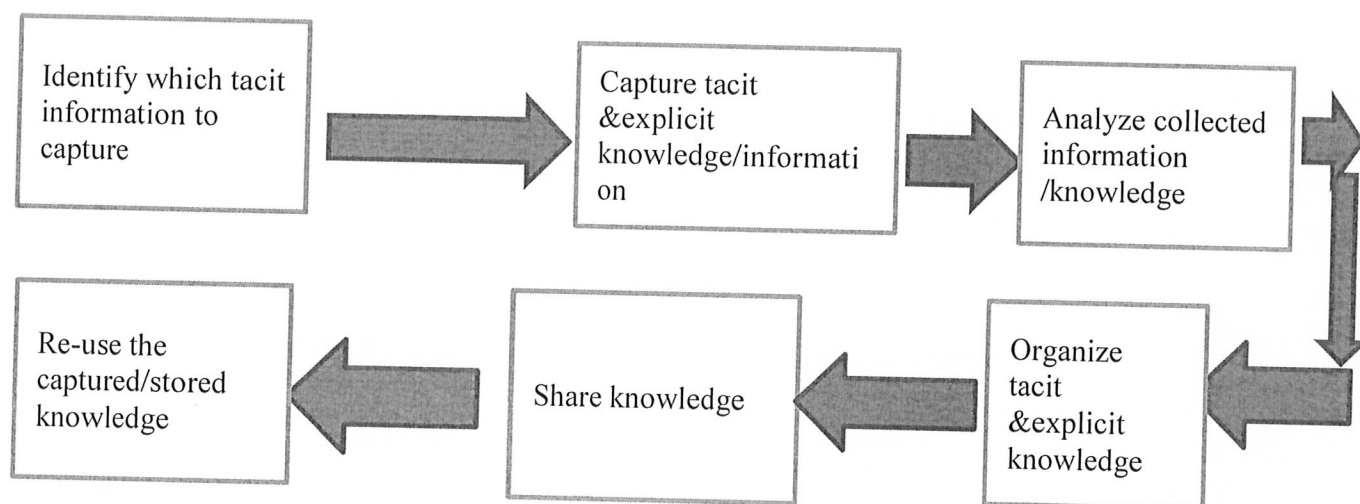 Identify which tacit
information to
capture
Capture tacit
&explicit
knowledge/informati
on
Analyze collected
information
/knowledge
Organize
tacit
&explicit
knowledge
Share knowledge
Re-use the
captured/stored
knowledge